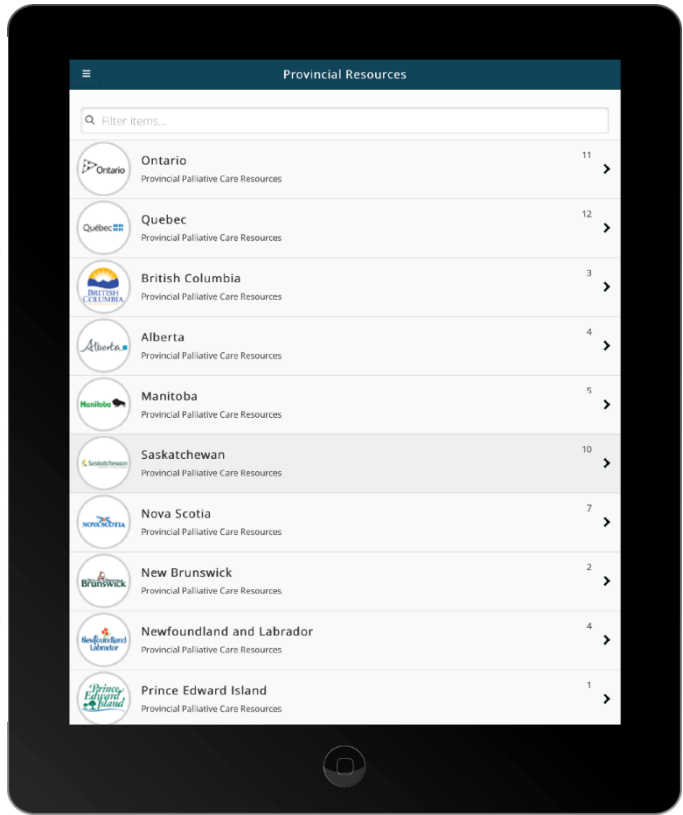 Provincial Resources
Filter items...
Ontario
Ontario
11
Provincial Palliative Care Resources
Québec
Quebec
12
Provincial Palliative Care Resources
BRITISH
COLUMBIA
British Columbia
3
Provincial Palliative Care Resources
Alberta
Alberta
4
Provincial Palliative Care Resources
Manitoba
Manitoba
5
Provincial Palliative Care Resources
Saskatchewan
Saskatchewan
10
Provincial Palliative Care Resources
NOVA SCOTIA
Nova Scotia
7
Provincial Palliative Care Resources
Brunswick
New Brunswick
2
Provincial Palliative Care Resources
Newfoundland
Labrador
Newfoundland and Labrador
4
Provincial Palliative Care Resources
Prince
Edward
Island
Prince Edward Island
1
Provincial Palliative Care Resources